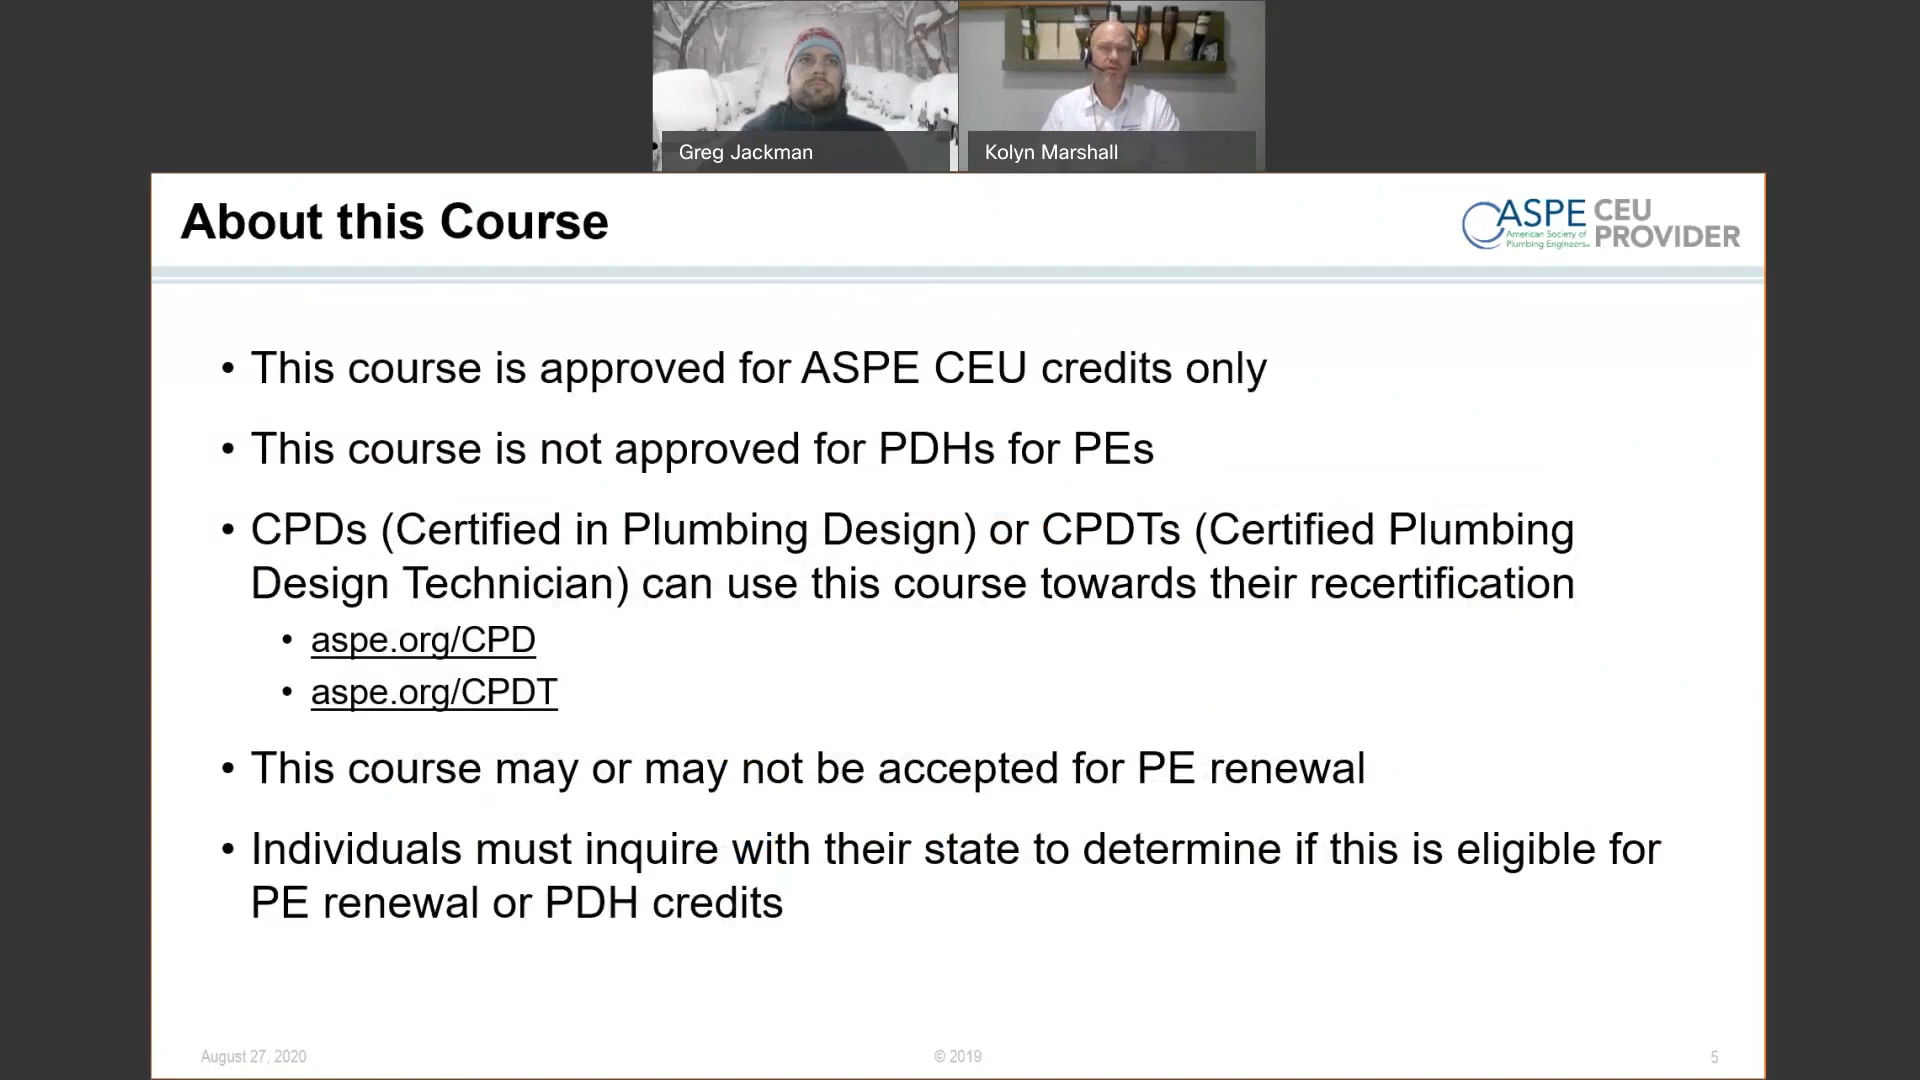 Greg Jackman
Kolyn Marshall
About this Course
ASPE CEU
American Society of
Plumbing Engineers
PROVIDER
• This course is approved for ASPE CEU credits only
• This course is not approved for PDHs for PEs
• CPDs (Certified in Plumbing Design) or CPDTs (Certified Plumbing
Design Technician) can use this course towards their recertification
• aspe.org/CPD
• aspe.org/CPDT
• This course may or may not be accepted for PE renewal
• Individuals must inquire with their state to determine if this is eligible for
PE renewal or PDH credits
August 27, 2020
© 2019
5